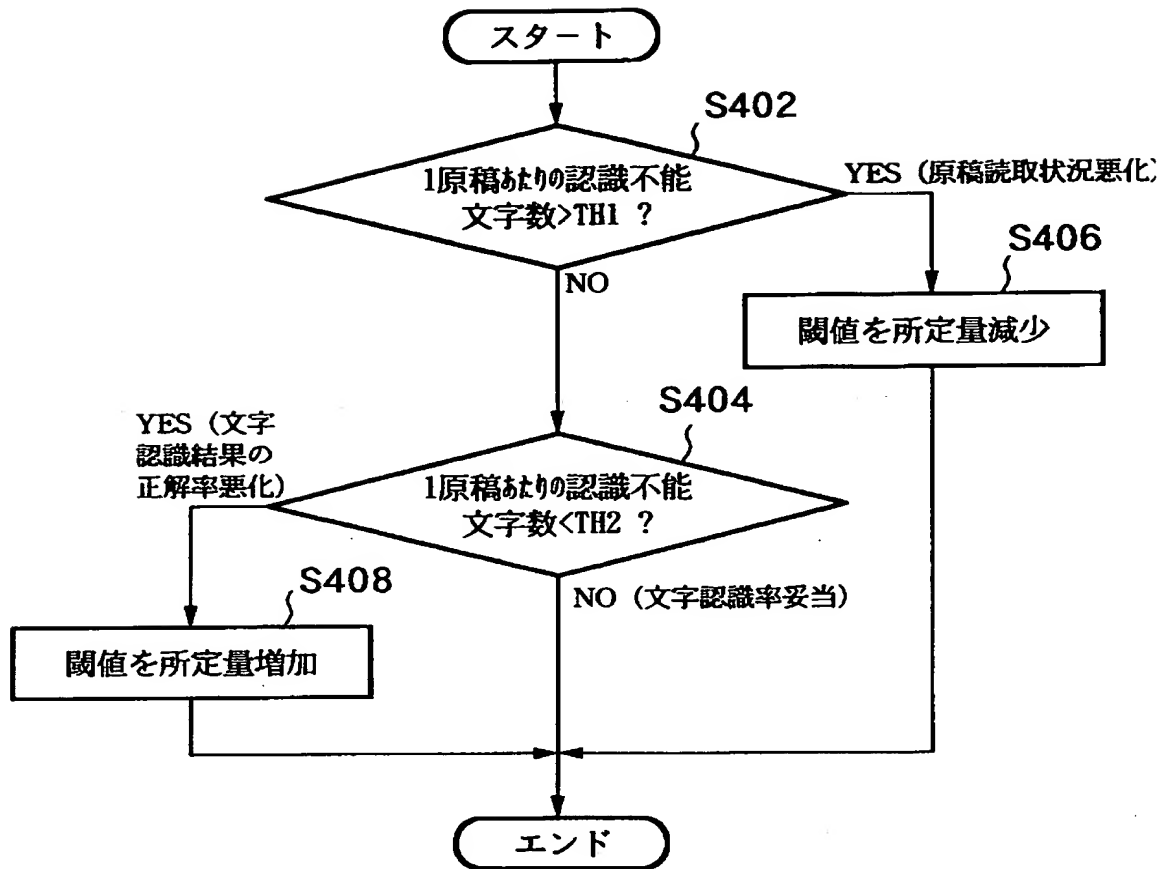 スタート
S402
1原稿あたりの認識不能
文字数>TH1 ?
YES (原稿読取状況悪化)
S406
NO
閾値を所定量減少
S404
YES (文字
認識結果の
正解率悪化)
1原稿あたりの認識不能
文字数<TH2 ?
S408
NO (文字認識率妥当)
閾値を所定量増加
エンド